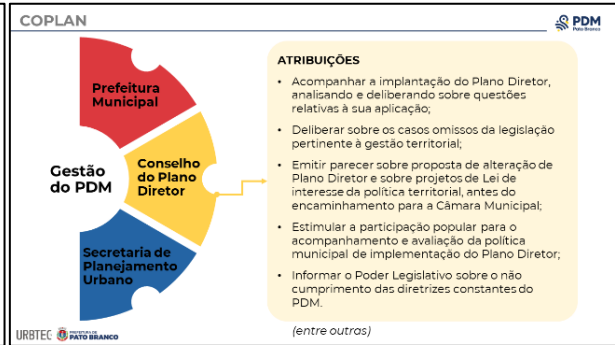 COPLAN
PDM
Pato Branco
Prefeitura
Municipal
Gestão
do PDM
Conselho
do Plano
Diretor
Secretaria de
Planejamento
Urbano
ATRIBUIÇÕES
• Acompanhar a implantação do Plano Diretor,
analisando e deliberando sobre questões
relativas à sua aplicação;
• Deliberar sobre os casos omissos da legislação
pertinente à gestão territorial;
• Emitir parecer sobre proposta de alteração de
Plano Diretor e sobre projetos de Lei de
interesse da política territorial, antes do
encaminhamento para a Câmara Municipal;
• Estimular a participação popular para o
acompanhamento e avaliação da política
municipal de implementação do Plano Diretor;
• Informar o Poder Legislativo sobre o não
cumprimento das diretrizes constantes do
PDM.
(entre outras)
URBTEC
PREFEITURA DE
PATO BRANCO